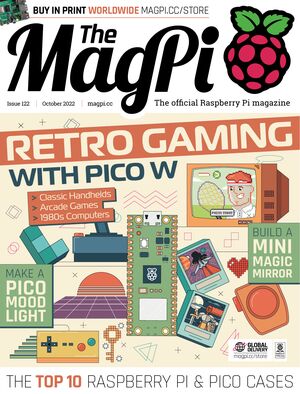 BUY IN PRINT WORLDWIDE MAGPI.CC/STORE
The
MagPi
Issue 122 | October 2022 | magpi.cc
The official Raspberry Pi magazine
RETRO GAMING
WITH PICO W
> Classic Handhelds
> Arcade Games
> 1980s Computers
BUILD A
MINI
MAGIC
MIRROR
MAKE A
PICO
MOOD
LIGHT
GLOBAL
DELIVERY
magpi.cc/store
THE TOP 10 RASPBERRY PI & PICO CASES